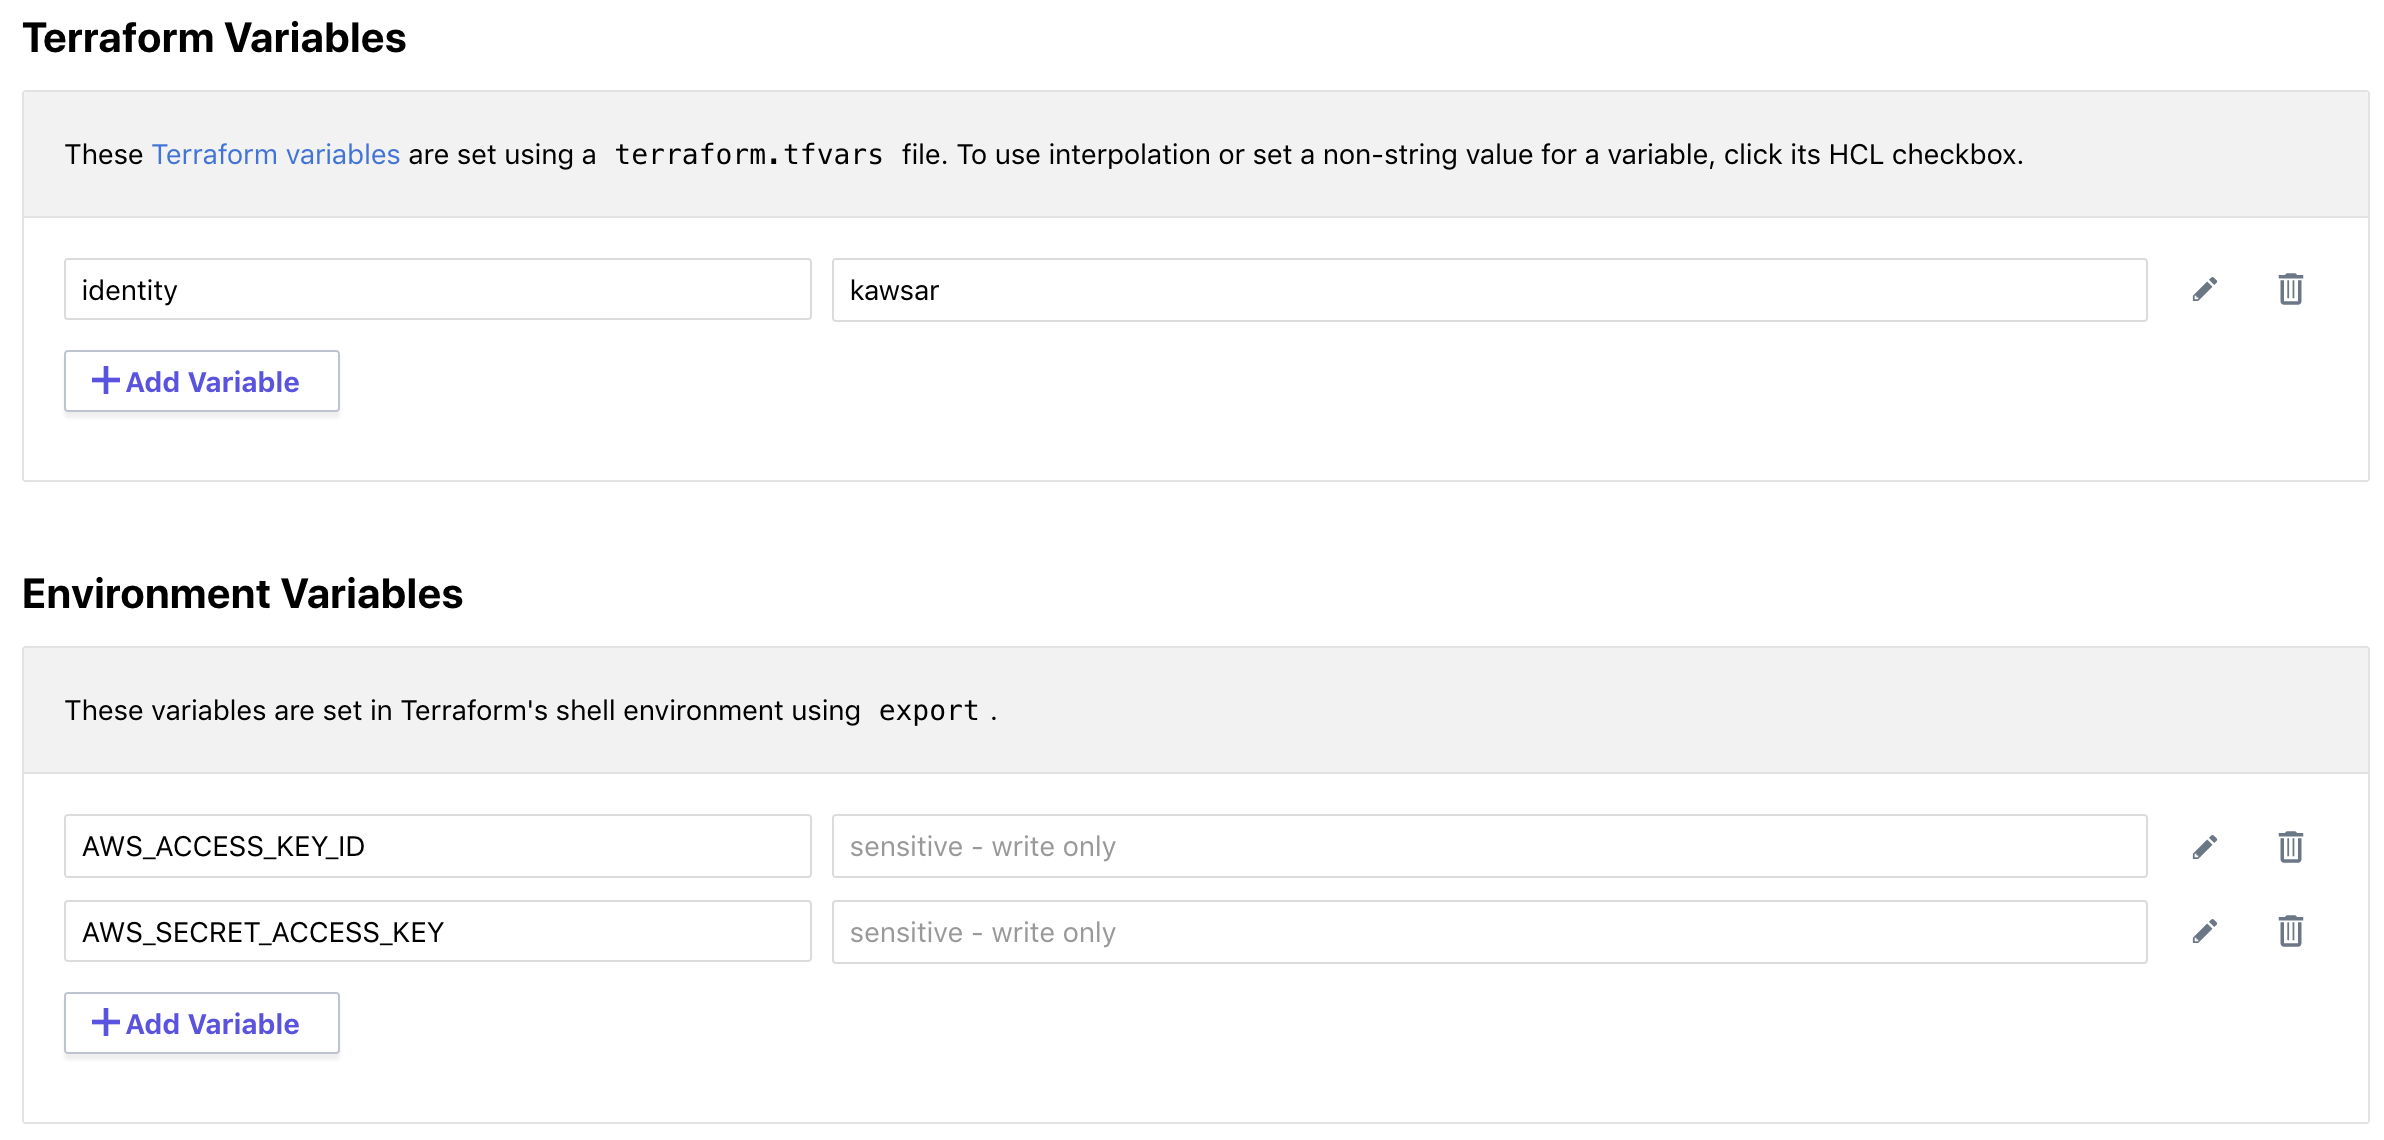 Terraform Variables
These Terraform variables are set using a terraform.tfvars file. To use interpolation or set a non-string value for a variable, click its HCL checkbox.
identity kawsar
Add Variable
Environment Variables
These variables are set in Terraform's shell environment using export .
AWS_ACCESS_KEY_ID sensitive - write only
AWS_SECRET_ACCESS_KEY sensitive - write only
Add Variable